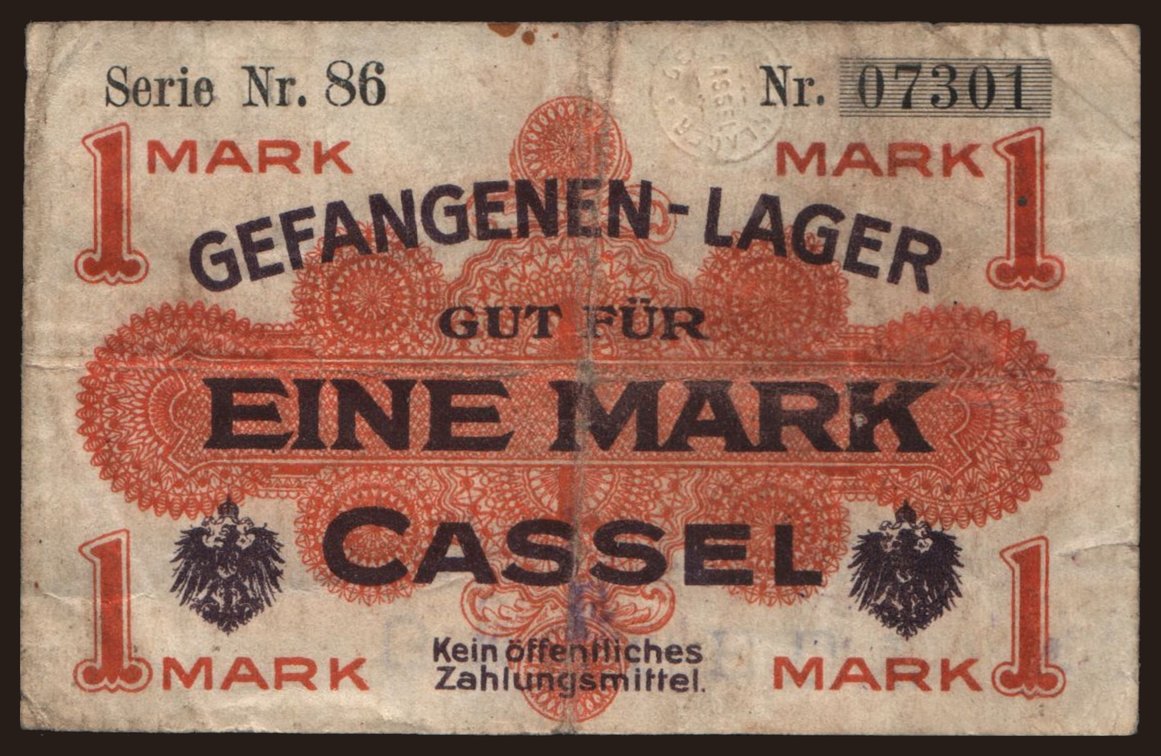 Serie Nr. 86 Nr. 07301
1 MARK MARK 1
GEFANGENEN-LAGER
GUT FÜR
EINE MARK
CASSEL
1 MARK MARK 1
Kein öffentliches
Zahlungsmittel.